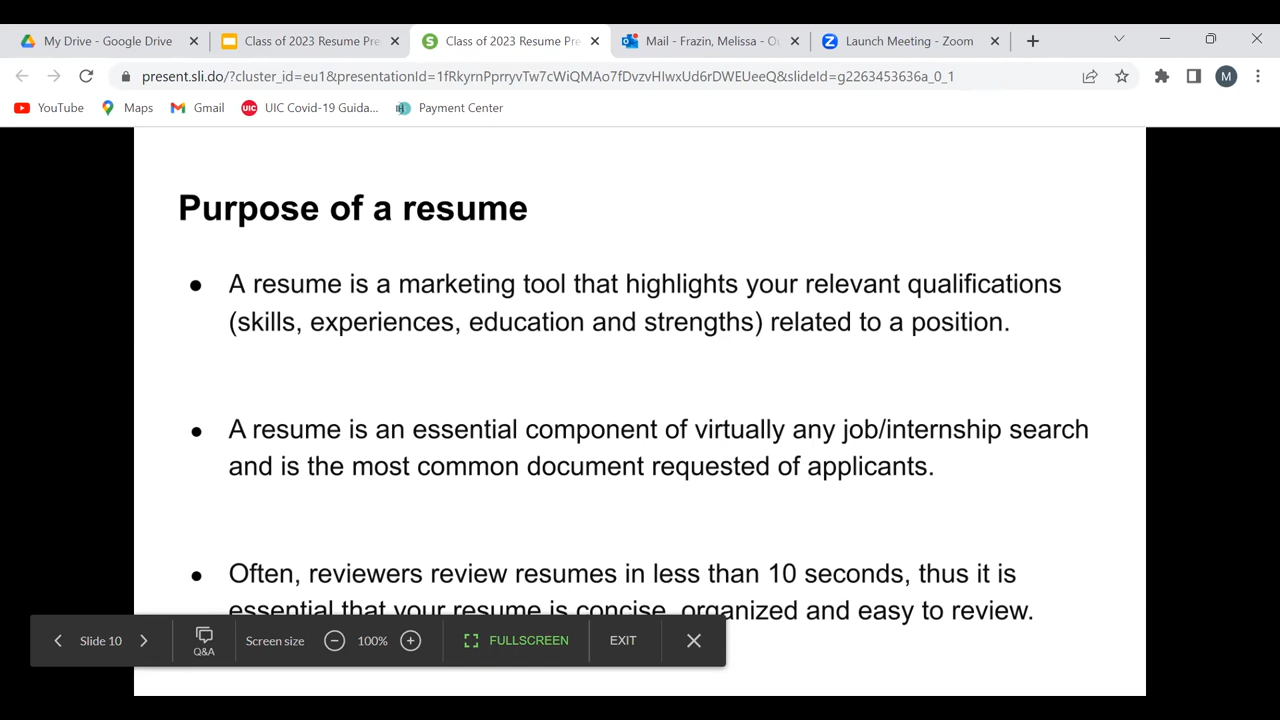 My Drive - Google Drive
Class of 2023 Resume Pre
Class of 2023 Resume Pre
Mail - Frazin, Melissa - Ou
Launch Meeting - Zoom
present.sli.do/?cluster_id=eu1&presentationId=1fRkyrnPprryvTw7cWiQMAo7fDvzvHIwxUd6rDWEUeeQ&slideId=g2263453636a_0_1
M
YouTube
Maps
Gmail
UIC
UIC Covid-19 Guida...
Payment Center
Purpose of a resume
● A resume is a marketing tool that highlights your relevant qualifications
(skills, experiences, education and strengths) related to a position.
● A resume is an essential component of virtually any job/internship search
and is the most common document requested of applicants.
● Often, reviewers review resumes in less than 10 seconds, thus it is
essential that your resume is concise, organized and easy to review.
Slide 10
Q&A
Screen size
100%
FULLSCREEN
EXIT